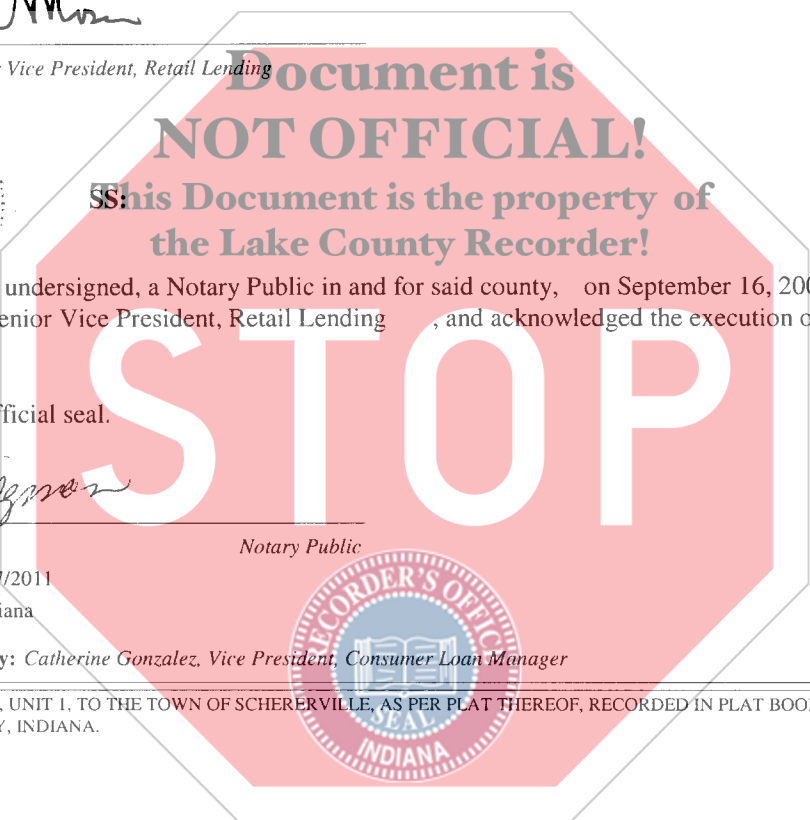 Vice President, Retail Lending
Document is
NOT OFFICIAL!
SS:
This Document is the property of
the Lake County Recorder!
undersigned, a Notary Public in and for said county, on September 16, 200
enior Vice President, Retail Lending , and acknowledged the execution o
STOP
fficial seal.
Notary Public
/2011
iana
y: Catherine Gonzalez, Vice President, Consumer Loan Manager
RECORDER'S OFFICE
SEAL
INDIANA
, UNIT 1, TO THE TOWN OF SCHERERVILLE, AS PER PLAT THEREOF, RECORDED IN PLAT BOO
Y, INDIANA.